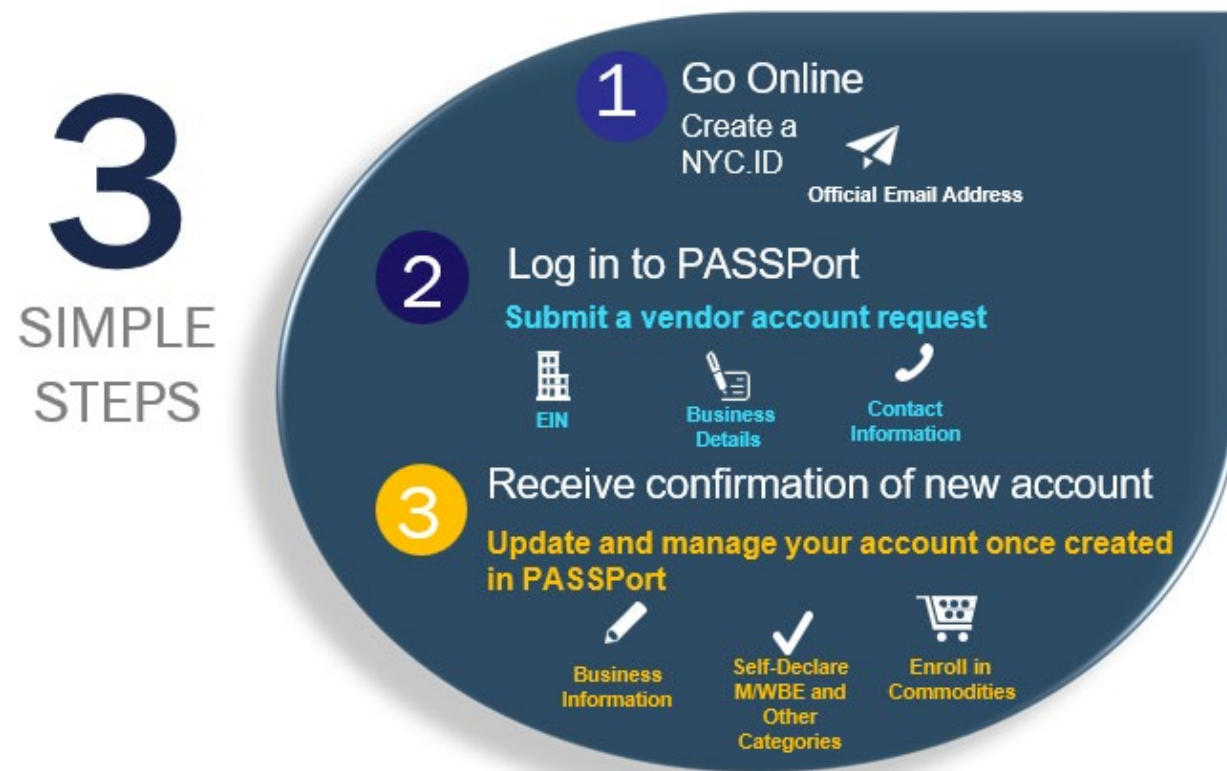 3
SIMPLE
STEPS
1
Go Online
Create a
NYC.ID
Official Email Address
2
Log in to PASSPort
Submit a vendor account request
EIN
Business
Details
Contact
Information
3
Receive confirmation of new account
Update and manage your account once created
in PASSPort
Business
Information
Self-Declare
M/WBE and
Other
Categories
Enroll in
Commodities